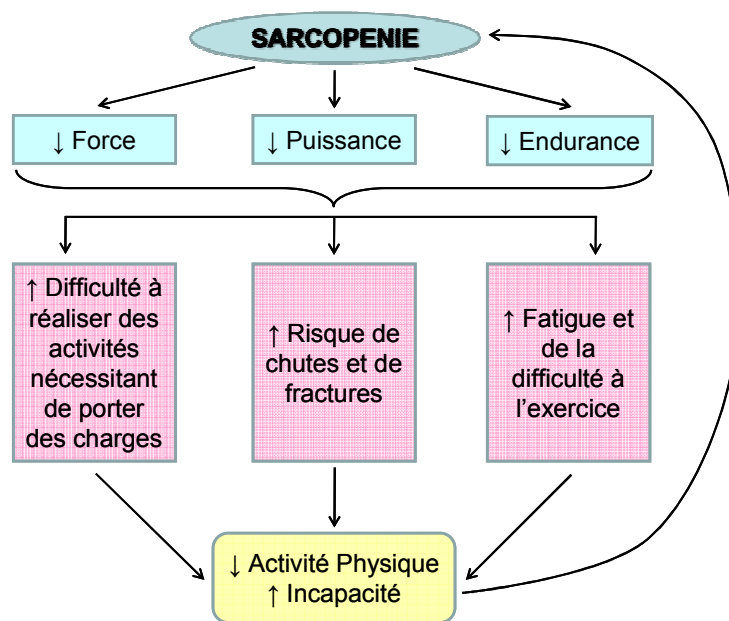 SARCOPENIE
↓ Force
↓ Puissance
↓ Endurance
↑ Difficulté à
réaliser des
activités
nécessitant
de porter
des charges
↑ Risque de
chutes et de
fractures
↑ Fatigue et
de la
difficulté à
l'exercice
↓ Activité Physique
↑ Incapacité